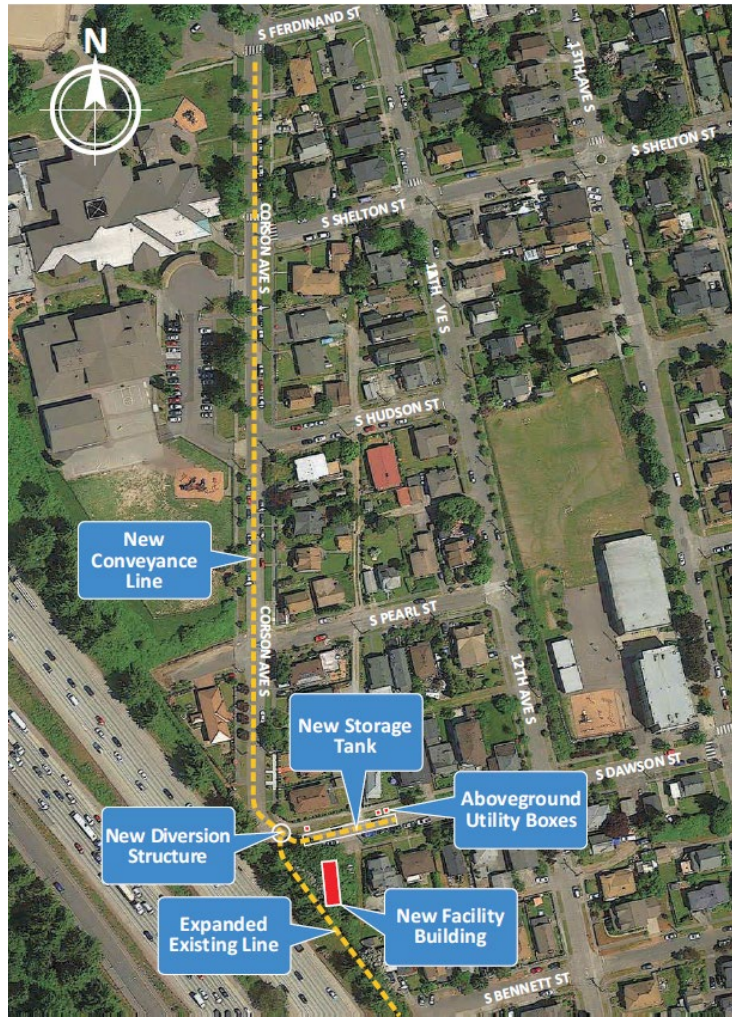 S FERDINAND ST
13TH AVE S
N
S SHELTON ST
S SHELTON ST
CORSON AVE S
VE S
S HUDSON ST
New
Conveyance
Line
S PEARL ST
CORSON AVE S
12TH AVE S
New Storage
Tank
S DAWSON ST
Aboveground
Utility Boxes
New Diversion
Structure
New Facility
Building
Expanded
Existing Line
S BENNETT ST